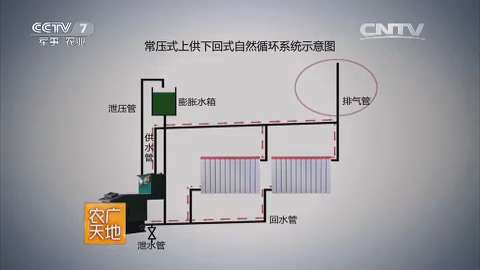 CCTV 7
军事 农业
CNTV
常压式上供下回式自然循环系统示意图
泄压管
膨胀水箱
排气管
供水管
农广天地
回水管
泄水管